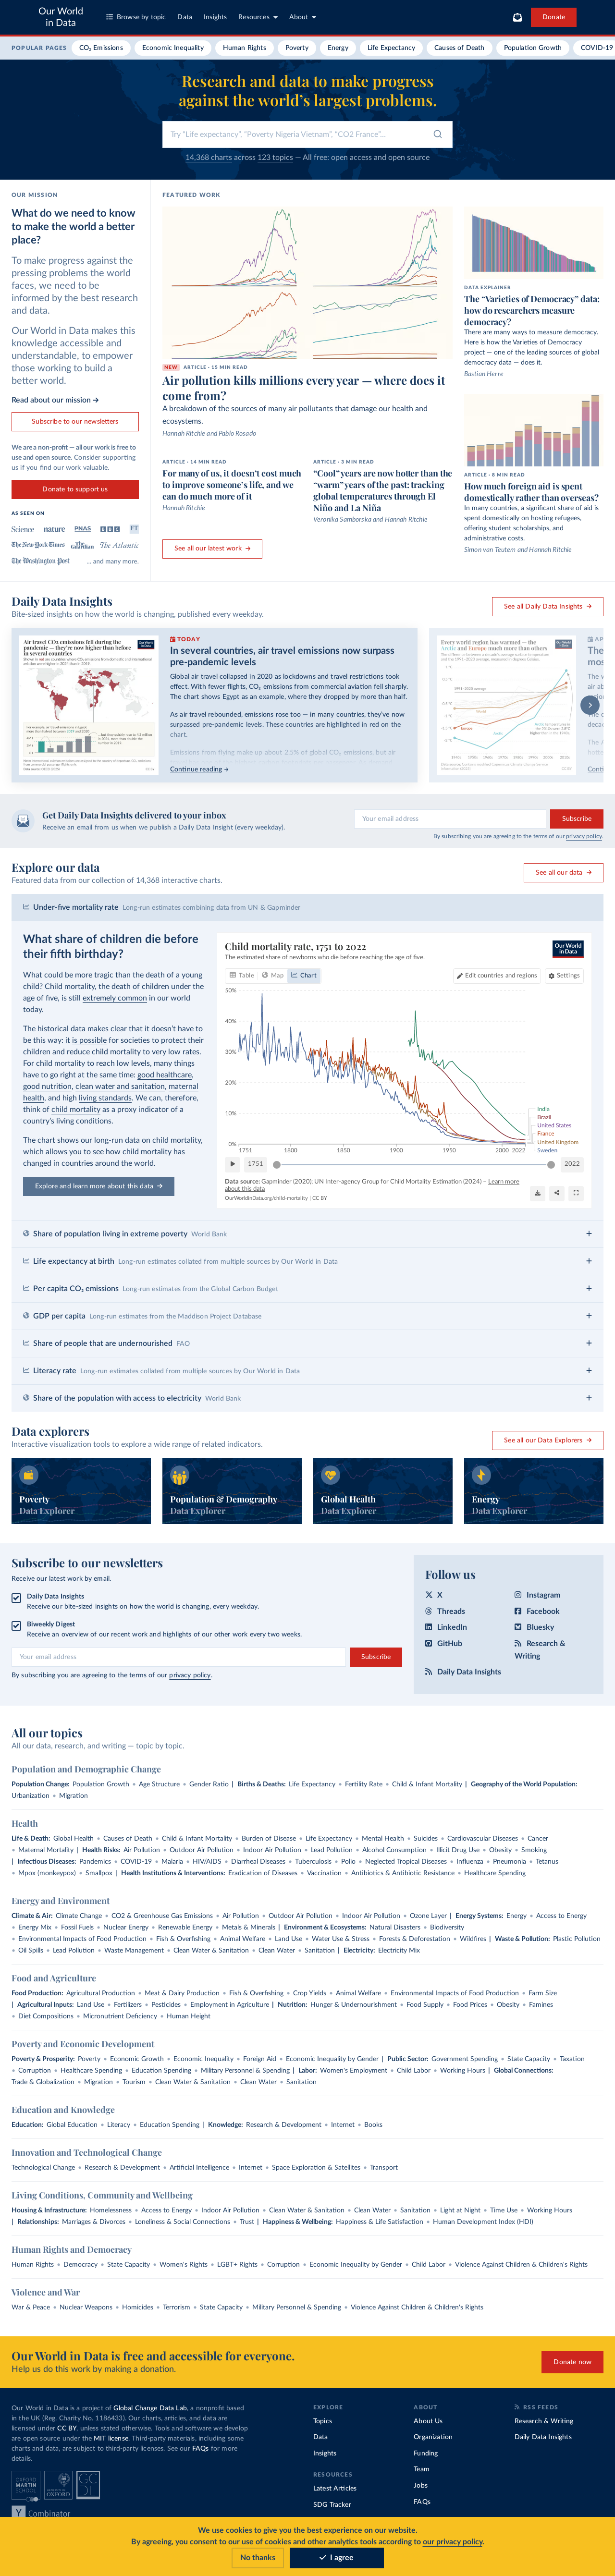 Our World
in Data
Browse by topic
Data
Insights
Resources
About
Donate
POPULAR PAGES
CO₂ Emissions
Economic Inequality
Human Rights
Poverty
Energy
Life Expectancy
Causes of Death
Population Growth
COVID-19
Research and data to make progress
against the world's largest problems.
Try "Life expectancy", "Poverty Nigeria Vietnam", "CO2 France"...
14,368 charts across 123 topics — All free: open access and open source
OUR MISSION
What do we need to know
to make the world a better
place?
To make progress against the
pressing problems the world
faces, we need to be
informed by the best research
and data.
Our World in Data makes this
knowledge accessible and
understandable, to empower
those working to build a
better world.
Read about our mission →
Subscribe to our newsletters
We are a non-profit — all our work is free to
use and open source. Consider supporting
us if you find our work valuable.
Donate to support us
AS SEEN ON
Science
nature
PNAS
BBC
FT
The New York Times
The Guardian
The Atlantic
The Washington Post
... and many more.
FEATURED WORK
NEW ARTICLE - 15 MIN READ
Air pollution kills millions every year — where does it
come from?
A breakdown of the sources of many air pollutants that damage our health and
ecosystems.
Hannah Ritchie and Pablo Rosado
ARTICLE - 14 MIN READ
For many of us, it doesn't cost much
to improve someone's life, and we
can do much more of it
Hannah Ritchie
ARTICLE - 3 MIN READ
"Cool" years are now hotter than the
"warm" years of the past: tracking
global temperatures through El
Niño and La Niña
Veronika Samborska and Hannah Ritchie
See all our latest work →
DATA EXPLAINER
The "Varieties of Democracy" data:
how do researchers measure
democracy?
There are many ways to measure democracy.
Here is how the Varieties of Democracy
project — one of the leading sources of global
democracy data — does it.
Bastian Herre
ARTICLE - 8 MIN READ
How much foreign aid is spent
domestically rather than overseas?
In many countries, a significant share of aid is
spent domestically on hosting refugees,
offering student scholarships, and
administrative costs.
Simon van Teutem and Hannah Ritchie
Daily Data Insights
Bite-sized insights on how the world is changing, published every weekday.
See all Daily Data Insights →
Air travel CO2 emissions fell during the
pandemic — they're now higher than before
in several countries
TODAY
In several countries, air travel emissions now surpass
pre-pandemic levels
Global air travel collapsed in 2020 as lockdowns and travel restrictions took
effect. With fewer flights, CO₂ emissions from commercial aviation fell sharply.
The chart shows Egypt as an example, where they dropped by more than half.
As air travel rebounded, emissions rose too — in many countries, they've now
surpassed pre-pandemic levels. These countries are highlighted in red on the
chart.
Emissions from flying make up about 2.5% of global CO₂ emissions, but air
Continue reading →
Every world region has warmed — the
Arctic and Europe much more than others
Get Daily Data Insights delivered to your inbox
Receive an email from us when we publish a Daily Data Insight (every weekday).
Your email address
Subscribe
By subscribing you are agreeing to the terms of our privacy policy.
Explore our data
Featured data from our collection of 14,368 interactive charts.
See all our data →
Under-five mortality rate Long-run estimates combining data from UN & Gapminder
What share of children die before
their fifth birthday?
What could be more tragic than the death of a young
child? Child mortality, the death of children under the
age of five, is still extremely common in our world
today.
The historical data makes clear that it doesn't have to
be this way: it is possible for societies to protect their
children and reduce child mortality to very low rates.
For child mortality to reach low levels, many things
have to go right at the same time: good healthcare,
good nutrition, clean water and sanitation, maternal
health, and high living standards. We can, therefore,
think of child mortality as a proxy indicator of a
country's living conditions.
The chart shows our long-run data on child mortality,
which allows you to see how child mortality has
changed in countries around the world.
Explore and learn more about this data →
Child mortality rate, 1751 to 2022
The estimated share of newborns who die before reaching the age of five.
Our World
in Data
Table
Map
Chart
Edit countries and regions
Settings
50%
40%
30%
20%
10%
0%
1751
1800
1850
1900
1950
2000
2022
India
Brazil
United States
France
United Kingdom
Sweden
1751
2022
Data source: Gapminder (2020); UN Inter-agency Group for Child Mortality Estimation (2024) – Learn more
about this data
OurWorldinData.org/child-mortality | CC BY
Share of population living in extreme poverty World Bank
Life expectancy at birth Long-run estimates collated from multiple sources by Our World in Data
Per capita CO₂ emissions Long-run estimates from the Global Carbon Budget
GDP per capita Long-run estimates from the Maddison Project Database
Share of people that are undernourished FAO
Literacy rate Long-run estimates collated from multiple sources by Our World in Data
Share of the population with access to electricity World Bank
Data explorers
Interactive visualization tools to explore a wide range of related indicators.
See all our Data Explorers →
Poverty
Data Explorer
Population & Demography
Data Explorer
Global Health
Data Explorer
Energy
Data Explorer
Subscribe to our newsletters
Receive our latest work by email.
Daily Data Insights
Receive our bite-sized insights on how the world is changing, every weekday.
Biweekly Digest
Receive an overview of our recent work and highlights of our other work every two weeks.
Your email address
Subscribe
By subscribing you are agreeing to the terms of our privacy policy.
Follow us
X
Threads
LinkedIn
GitHub
Daily Data Insights
Instagram
Facebook
Bluesky
Research &
Writing
All our topics
All our data, research, and writing — topic by topic.
Population and Demographic Change
Population Change: Population Growth • Age Structure • Gender Ratio | Births & Deaths: Life Expectancy • Fertility Rate • Child & Infant Mortality | Geography of the World Population:
Urbanization • Migration
Health
Life & Death: Global Health • Causes of Death • Child & Infant Mortality • Burden of Disease • Life Expectancy • Mental Health • Suicides • Cardiovascular Diseases • Cancer
• Maternal Mortality | Health Risks: Air Pollution • Outdoor Air Pollution • Indoor Air Pollution • Lead Pollution • Alcohol Consumption • Illicit Drug Use • Obesity • Smoking
| Infectious Diseases: Pandemics • COVID-19 • Malaria • HIV/AIDS • Diarrheal Diseases • Tuberculosis • Polio • Neglected Tropical Diseases • Influenza • Pneumonia • Tetanus
• Mpox (monkeypox) • Smallpox | Health Institutions & Interventions: Eradication of Diseases • Vaccination • Antibiotics & Antibiotic Resistance • Healthcare Spending
Energy and Environment
Climate & Air: Climate Change • CO2 & Greenhouse Gas Emissions • Air Pollution • Outdoor Air Pollution • Indoor Air Pollution • Ozone Layer | Energy Systems: Energy • Access to Energy
• Energy Mix • Fossil Fuels • Nuclear Energy • Renewable Energy • Metals & Minerals | Environment & Ecosystems: Natural Disasters • Biodiversity
• Environmental Impacts of Food Production • Fish & Overfishing • Animal Welfare • Land Use • Water Use & Stress • Forests & Deforestation • Wildfires | Waste & Pollution: Plastic Pollution
• Oil Spills • Lead Pollution • Waste Management • Clean Water & Sanitation • Clean Water • Sanitation | Electricity: Electricity Mix
Food and Agriculture
Food Production: Agricultural Production • Meat & Dairy Production • Fish & Overfishing • Crop Yields • Animal Welfare • Environmental Impacts of Food Production • Farm Size
| Agricultural Inputs: Land Use • Fertilizers • Pesticides • Employment in Agriculture | Nutrition: Hunger & Undernourishment • Food Supply • Food Prices • Obesity • Famines
• Diet Compositions • Micronutrient Deficiency • Human Height
Poverty and Economic Development
Poverty & Prosperity: Poverty • Economic Growth • Economic Inequality • Foreign Aid • Economic Inequality by Gender | Public Sector: Government Spending • State Capacity • Taxation
• Corruption • Healthcare Spending • Education Spending • Military Personnel & Spending | Labor: Women's Employment • Child Labor • Working Hours | Global Connections:
Trade & Globalization • Migration • Tourism • Clean Water & Sanitation • Clean Water • Sanitation
Education and Knowledge
Education: Global Education • Literacy • Education Spending | Knowledge: Research & Development • Internet • Books
Innovation and Technological Change
Technological Change • Research & Development • Artificial Intelligence • Internet • Space Exploration & Satellites • Transport
Living Conditions, Community and Wellbeing
Housing & Infrastructure: Homelessness • Access to Energy • Indoor Air Pollution • Clean Water & Sanitation • Clean Water • Sanitation • Light at Night • Time Use • Working Hours
| Relationships: Marriages & Divorces • Loneliness & Social Connections • Trust | Happiness & Wellbeing: Happiness & Life Satisfaction • Human Development Index (HDI)
Human Rights and Democracy
Human Rights • Democracy • State Capacity • Women's Rights • LGBT+ Rights • Corruption • Economic Inequality by Gender • Child Labor • Violence Against Children & Children's Rights
Violence and War
War & Peace • Nuclear Weapons • Homicides • Terrorism • State Capacity • Military Personnel & Spending • Violence Against Children & Children's Rights
Our World in Data is free and accessible for everyone.
Help us do this work by making a donation.
Donate now
Our World in Data is a project of Global Change Data Lab, a nonprofit based
in the UK (Reg. Charity No. 1186433). Our charts, articles, and data are
licensed under CC BY, unless stated otherwise. Tools and software we develop
are open source under the MIT license. Third-party materials, including some
charts and data, are subject to third-party licenses. See our FAQs for more
details.
OXFORD
MARTIN
SCHOOL
UNIVERSITY OF
OXFORD
GC
DL
Y Combinator
EXPLORE
Topics
Data
Insights
RESOURCES
Latest Articles
SDG Tracker
ABOUT
About Us
Organization
Funding
Team
Jobs
FAQs
RSS FEEDS
Research & Writing
Daily Data Insights
We use cookies to give you the best experience on our website.
By agreeing, you consent to our use of cookies and other analytics tools according to our privacy policy.
No thanks
I agree